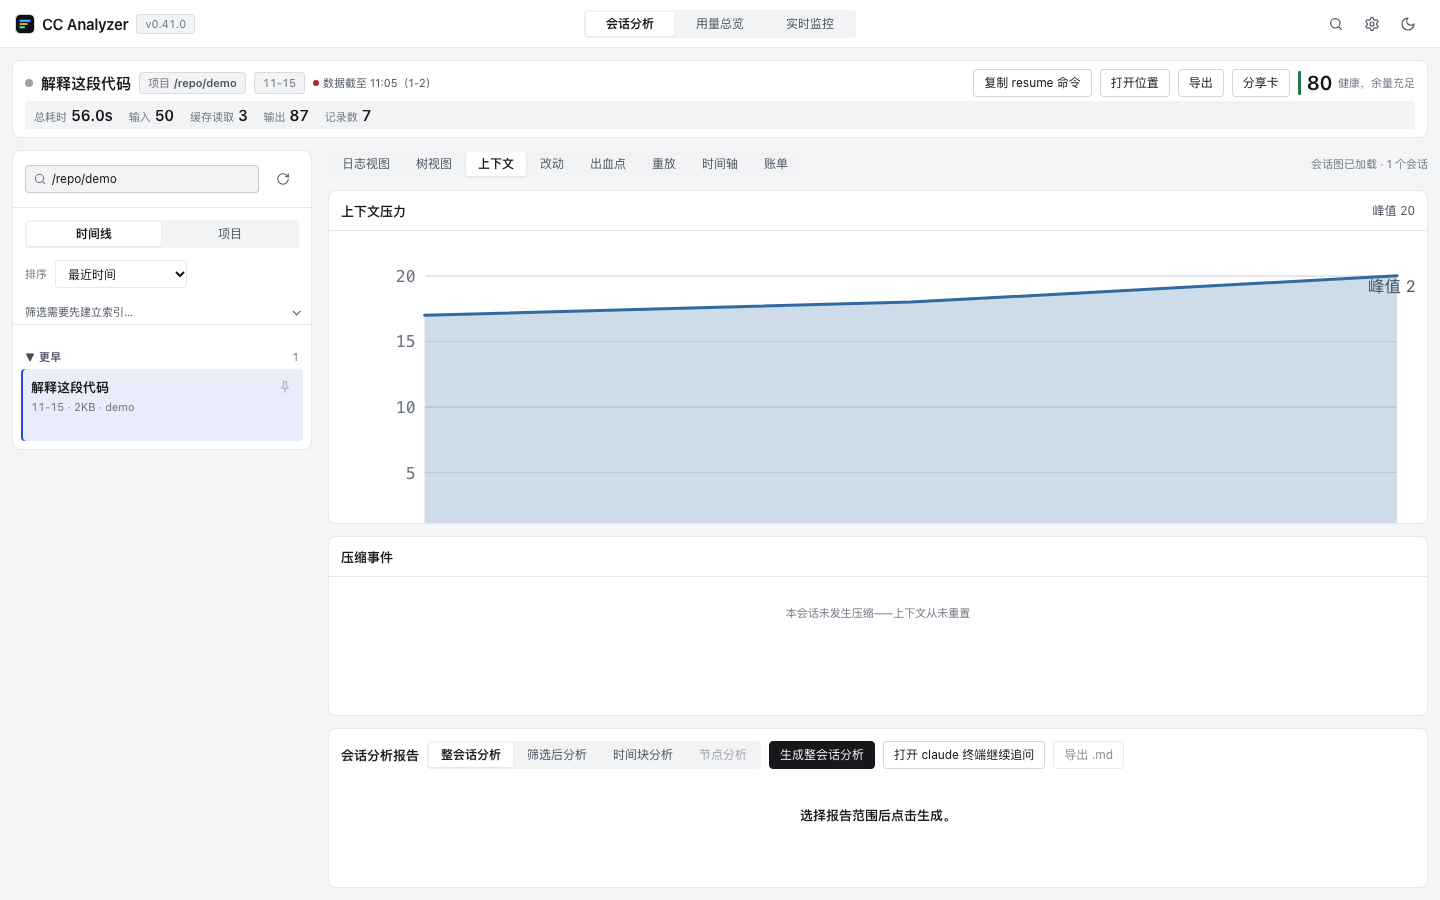 CC Analyzer v0.41.0 会话分析 用量总览 实时监控
解释这段代码 项目 /repo/demo 11-15 数据截至 11:05 (1-2) 复制 resume 命令 打开位置 导出 分享卡 80 健康，余量充足
总耗时 56.0s 输入 50 缓存读取 3 输出 87 记录数 7
/repo/demo
时间线 项目
排序 最近时间
筛选需要先建立索引...
更早 1
解释这段代码
11-15 · 2KB · demo
日志视图 树视图 上下文 改动 出血点 重放 时间轴 账单 会话图已加载 · 1 个会话
上下文压力 峰值 20
20
峰值 2
15
10
5
压缩事件
本会话未发生压缩——上下文从未重置
会话分析报告 整会话分析 筛选后分析 时间块分析 节点分析 生成整会话分析 打开 claude 终端继续追问 导出 .md
选择报告范围后点击生成。